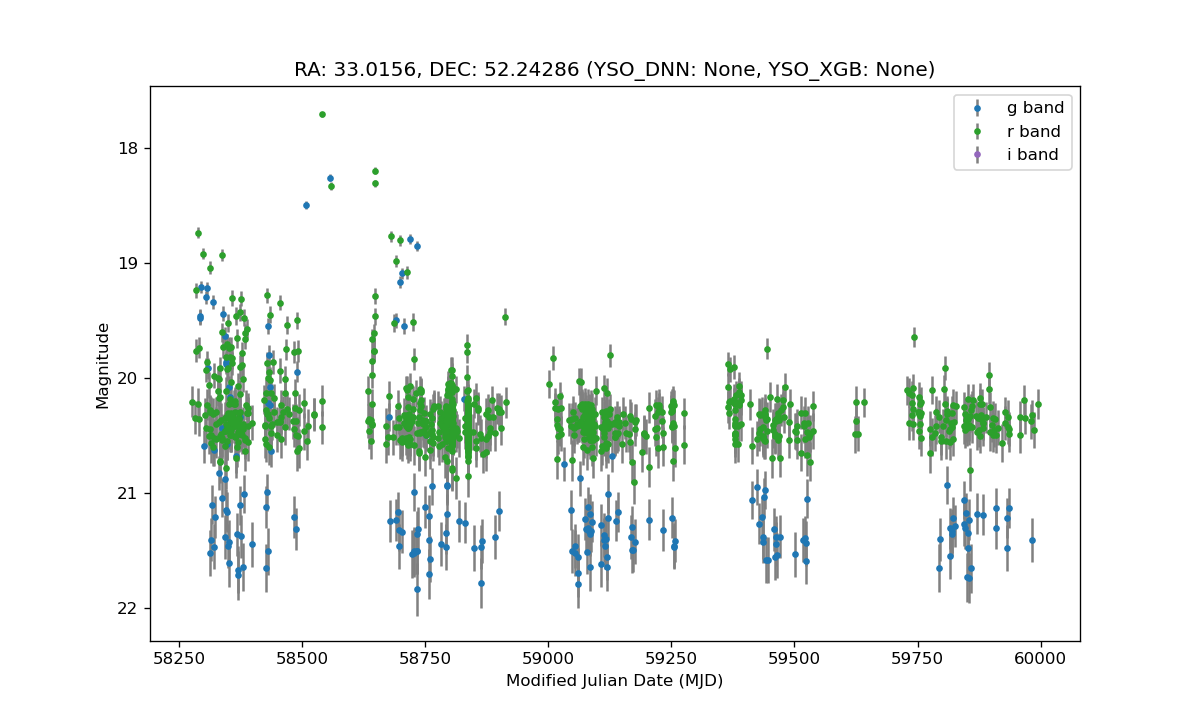 RA: 33.0156, DEC: 52.24286 (YSO_DNN: None, YSO_XGB: None)
g band
r band
i band
18
19
20
21
22
Magnitude
58250 58500 58750 59000 59250 59500 59750 60000
Modified Julian Date (MJD)